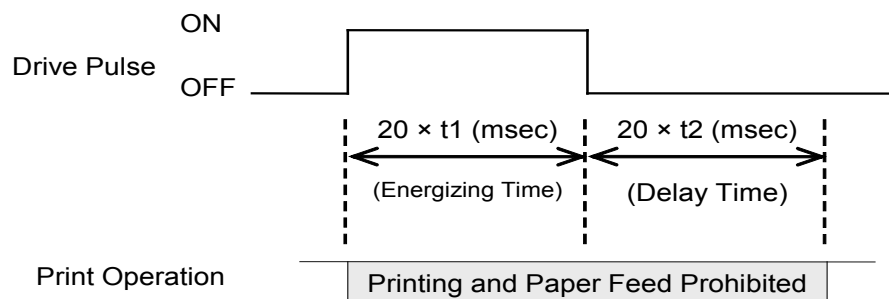 ON
Drive Pulse
OFF
20 × t1 (msec)
20 × t2 (msec)
(Energizing Time)
(Delay Time)
Print Operation
Printing and Paper Feed Prohibited